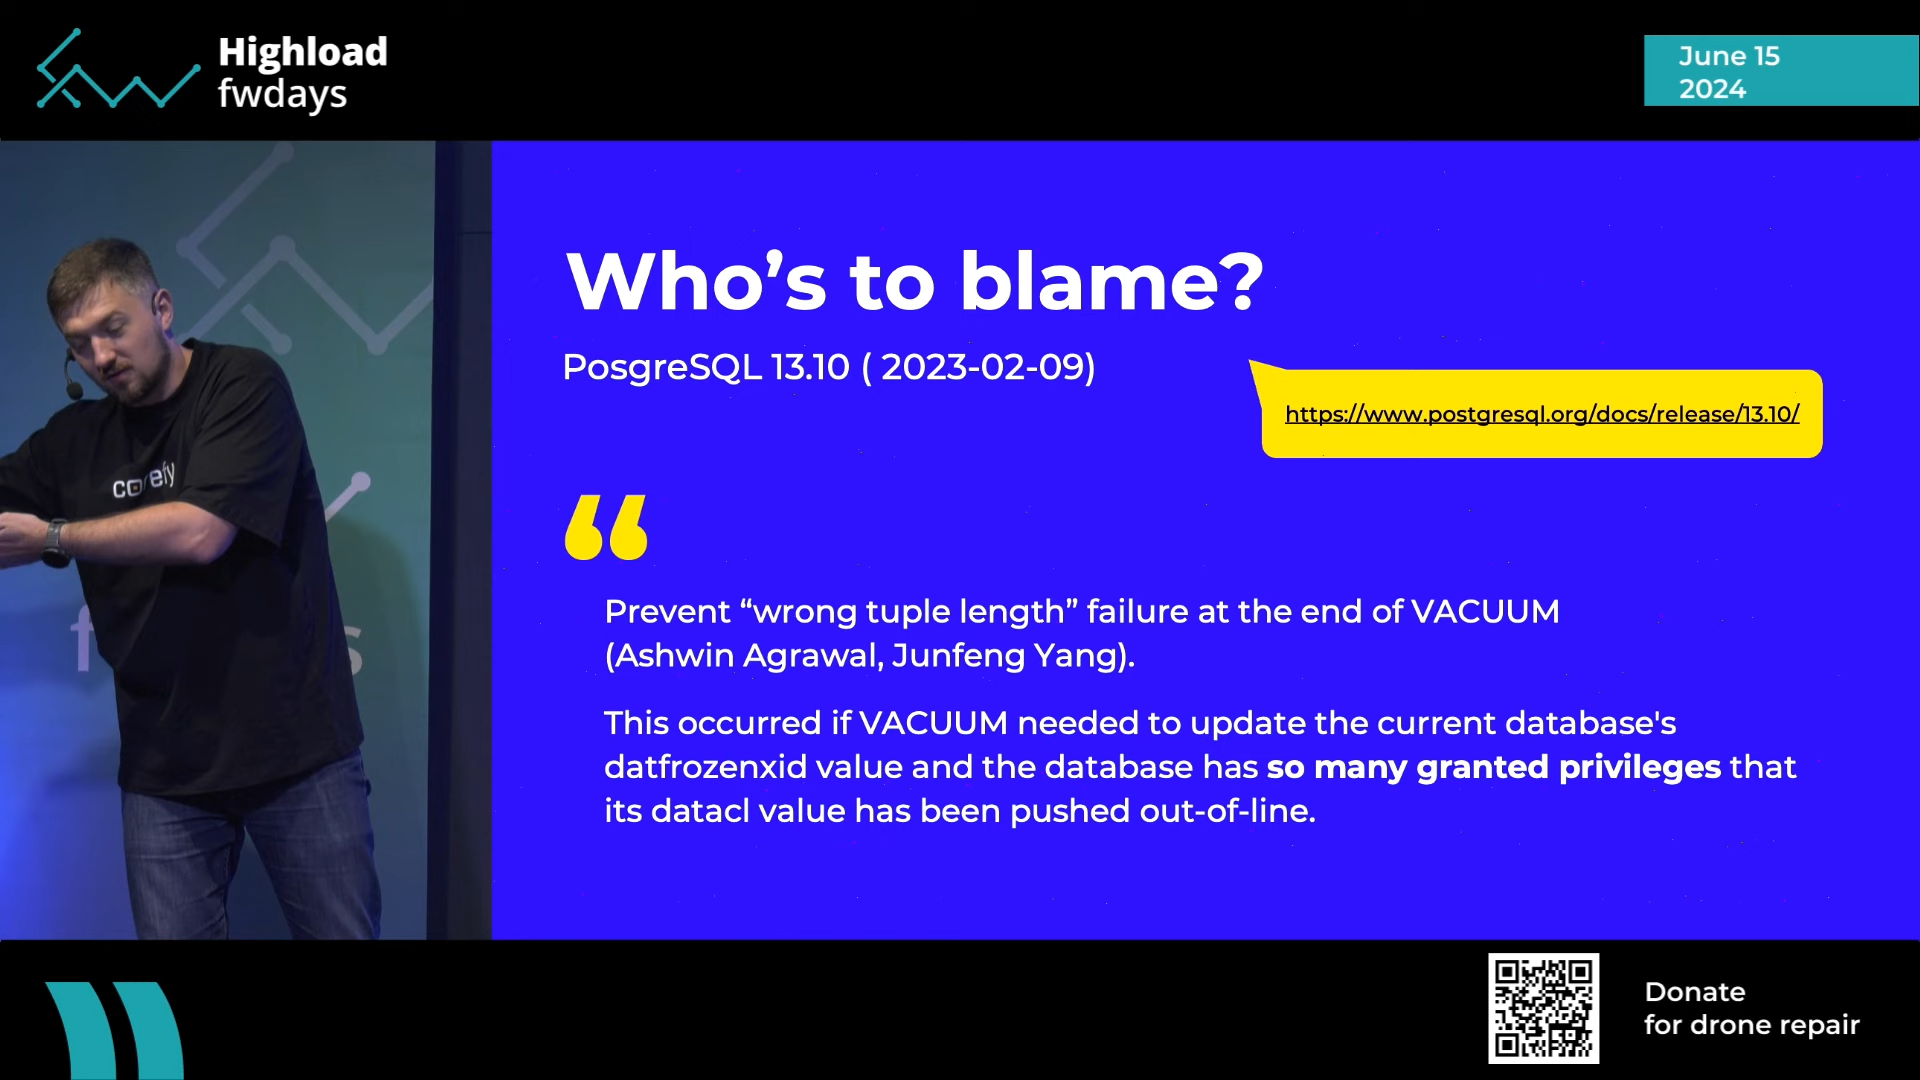 Highload
fwdays
June 15
2024
Who's to blame?
PosgreSQL 13.10 ( 2023-02-09)
https://www.postgresql.org/docs/release/13.10/
“
Prevent “wrong tuple length” failure at the end of VACUUM
(Ashwin Agrawal, Junfeng Yang).
This occurred if VACUUM needed to update the current database's
datfrozenxid value and the database has so many granted privileges that
its datacl value has been pushed out-of-line.
corefy
f s
Donate
for drone repair